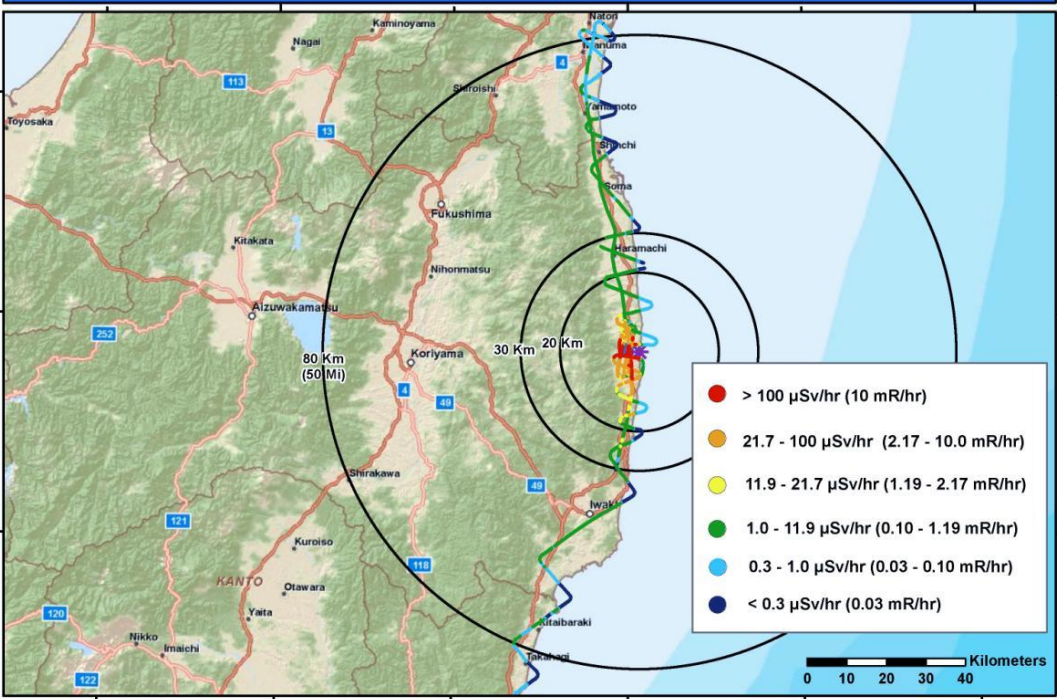 Natori
Kaminoyama
Nagai
Iwanuma
4
113
Shiroishi
Yamamoto
Toyosaka
13
Shinchi
Soma
Fukushima
Kitakata
Haramachi
Nihonmatsu
Aizuwakamatsu
252
80 Km
(50 Mi)
30 Km
20 Km
Koriyama
4
49
> 100 µSv/hr (10 mR/hr)
21.7 - 100 µSv/hr (2.17 - 10.0 mR/hr)
11.9 - 21.7 µSv/hr (1.19 - 2.17 mR/hr)
1.0 - 11.9 µSv/hr (0.10 - 1.19 mR/hr)
0.3 - 1.0 µSv/hr (0.03 - 0.10 mR/hr)
< 0.3 µSv/hr (0.03 mR/hr)
Shirakawa
49
Iwaki
121
Kuroiso
118
KANTO
Otawara
120
Yaita
Kitaibaraki
Nikko
Imaichi
Takahagi
122
Kilometers
0 10 20 30 40